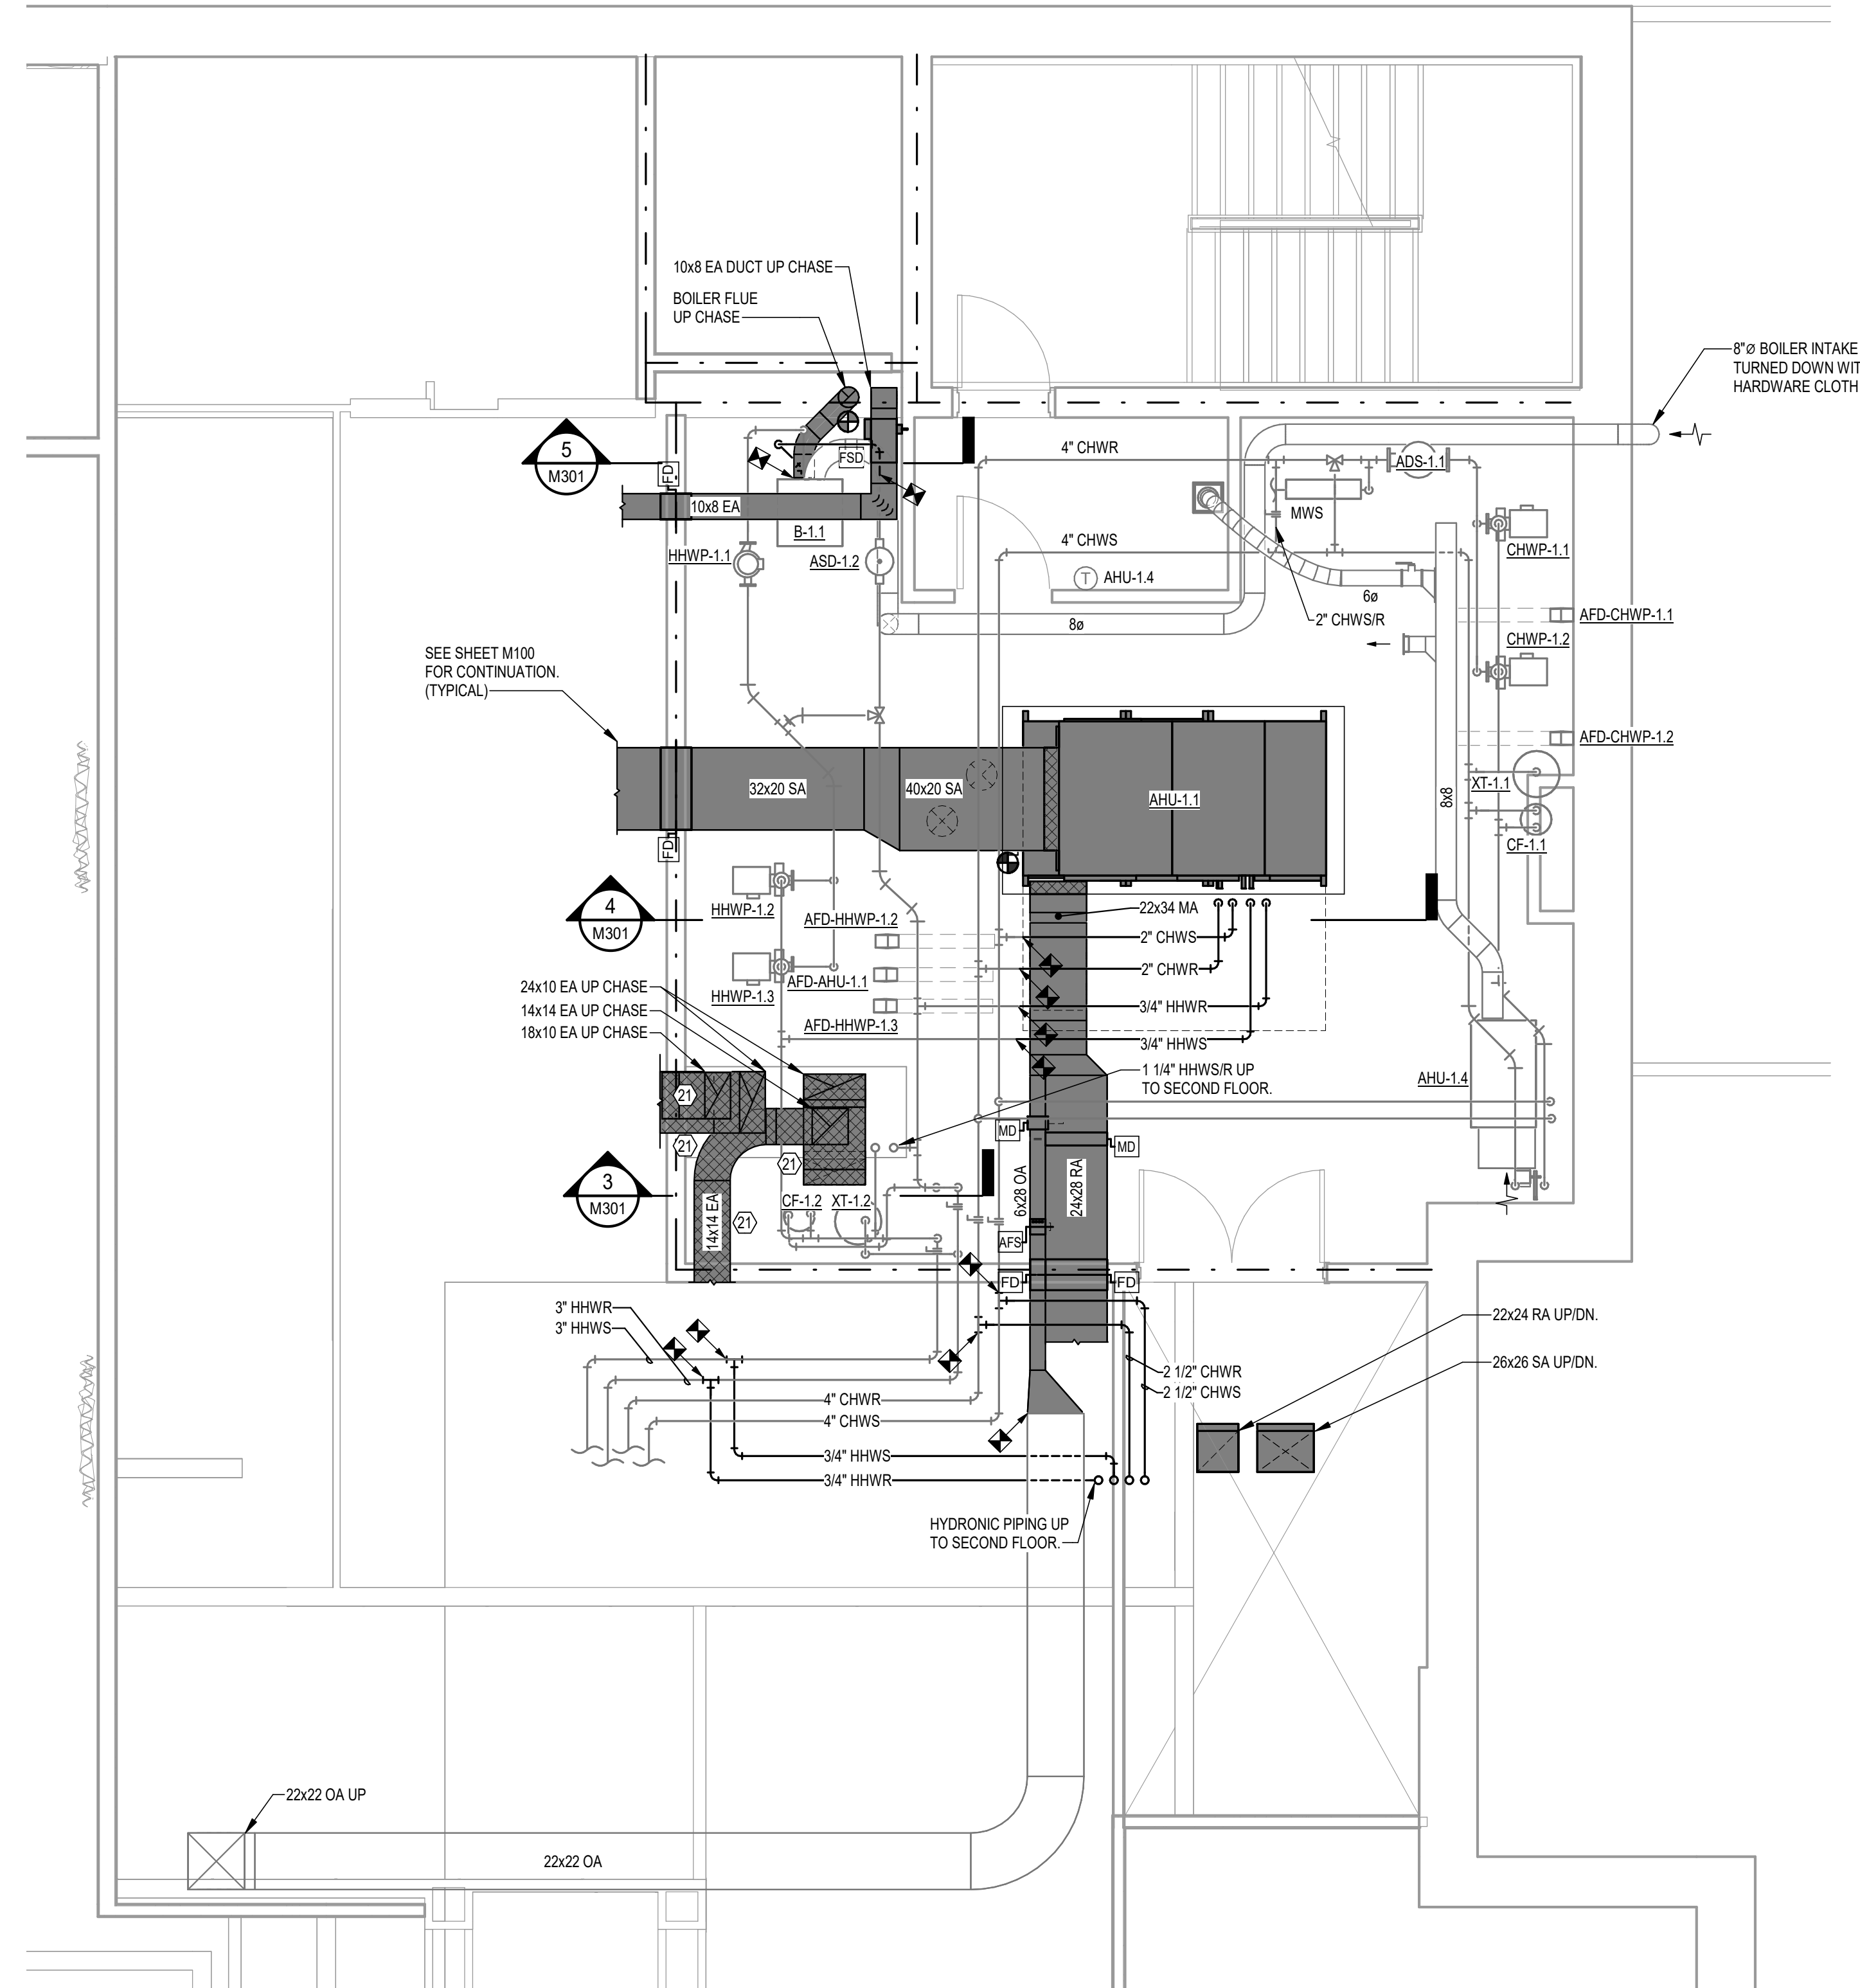 10x8 EA DUCT UP CHASE
BOILER FLUE
UP CHASE
8"Ø BOILER INTAKE
TURNED DOWN WIT
HARDWARE CLOTH
5
M301
FD
FSD
10x8 EA
B-1.1
HHWP-1.1
ASD-1.2
4" CHWR
ADS-1.1
MWS
CHWP-1.1
4" CHWS
T
AHU-1.4
6ø
2" CHWS/R
8ø
AFD-CHWP-1.1
CHWP-1.2
SEE SHEET M100
FOR CONTINUATION.
(TYPICAL)
AFD-CHWP-1.2
32x20 SA
40x20 SA
AHU-1.1
8x8
XT-1.1
CF-1.1
FD
4
M301
HHWP-1.2
AFD-HHWP-1.2
22x34 MA
2" CHWS
2" CHWR
HHWP-1.3
AFD-AHU-1.1
3/4" HHWR
AFD-HHWP-1.3
3/4" HHWS
24x10 EA UP CHASE
14x14 EA UP CHASE
18x10 EA UP CHASE
1 1/4" HHWS/R UP
TO SECOND FLOOR.
AHU-1.4
21
21
21
21
MD
MD
3
M301
14x14 EA
CF-1.2
XT-1.2
6x28 OA
24x28 RA
AFS
FD
FD
3" HHWR
3" HHWS
22x24 RA UP/DN.
26x26 SA UP/DN.
2 1/2" CHWR
2 1/2" CHWS
4" CHWR
4" CHWS
3/4" HHWS
3/4" HHWR
HYDRONIC PIPING UP
TO SECOND FLOOR.
22x22 OA UP
22x22 OA